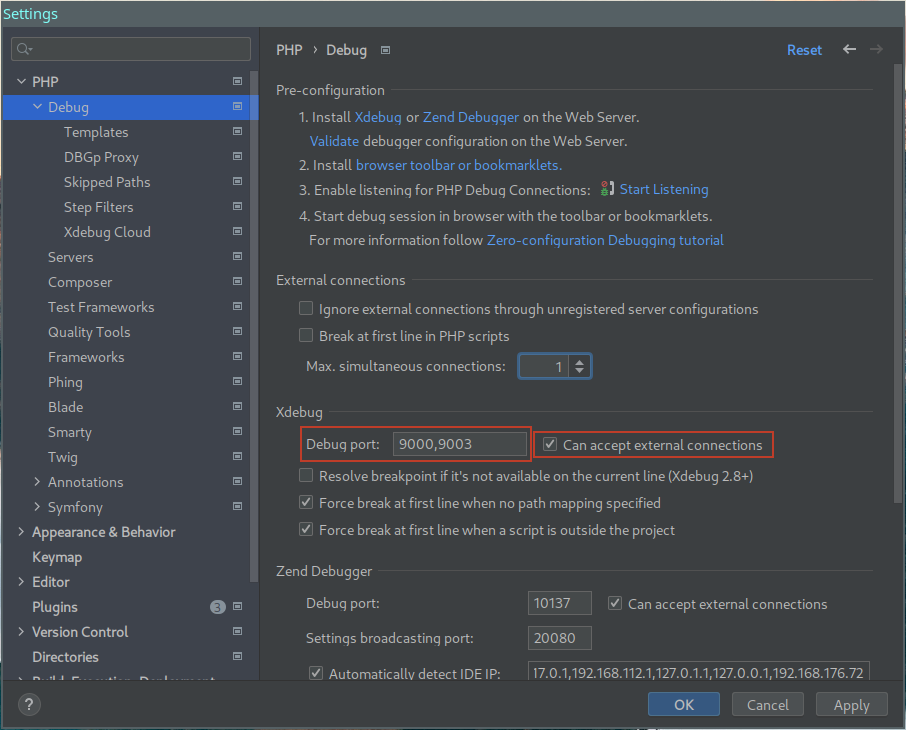 Settings
PHP › Debug
Reset
PHP
Debug
Templates
DBGp Proxy
Skipped Paths
Step Filters
Xdebug Cloud
Servers
Composer
Test Frameworks
Quality Tools
Frameworks
Phing
Blade
Smarty
Twig
Annotations
Symfony
Appearance & Behavior
Keymap
Editor
Plugins 3
Version Control
Directories
Build, Execution, Deployment
Pre-configuration
1. Install Xdebug or Zend Debugger on the Web Server.
Validate debugger configuration on the Web Server.
2. Install browser toolbar or bookmarklets.
3. Enable listening for PHP Debug Connections: Start Listening
4. Start debug session in browser with the toolbar or bookmarklets.
For more information follow Zero-configuration Debugging tutorial
External connections
Ignore external connections through unregistered server configurations
Break at first line in PHP scripts
Max. simultaneous connections: 1
Xdebug
Debug port: 9000,9003 Can accept external connections
Resolve breakpoint if it's not available on the current line (Xdebug 2.8+)
Force break at first line when no path mapping specified
Force break at first line when a script is outside the project
Zend Debugger
Debug port: 10137 Can accept external connections
Settings broadcasting port: 20080
Automatically detect IDE IP: 17.0.1,192.168.112.1,127.0.1.1,127.0.0.1,192.168.176.72
?
OK Cancel Apply